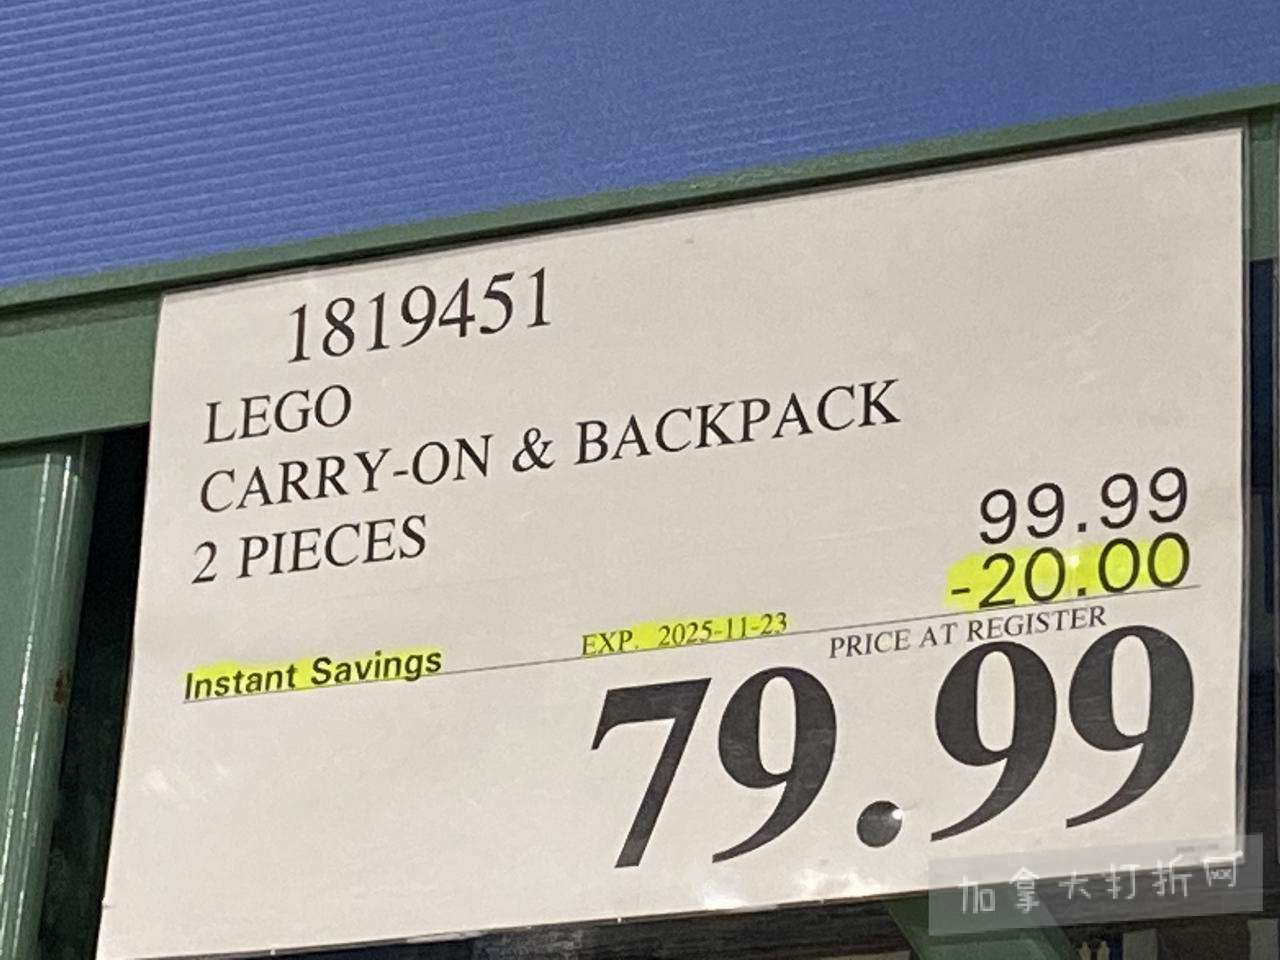 1819451
LEGO
CARRY-ON & BACKPACK
2 PIECES
99.99
-20.00
Instant Savings
EXP. 2025-11-23
PRICE AT REGISTER
79.99
加拿大打折网